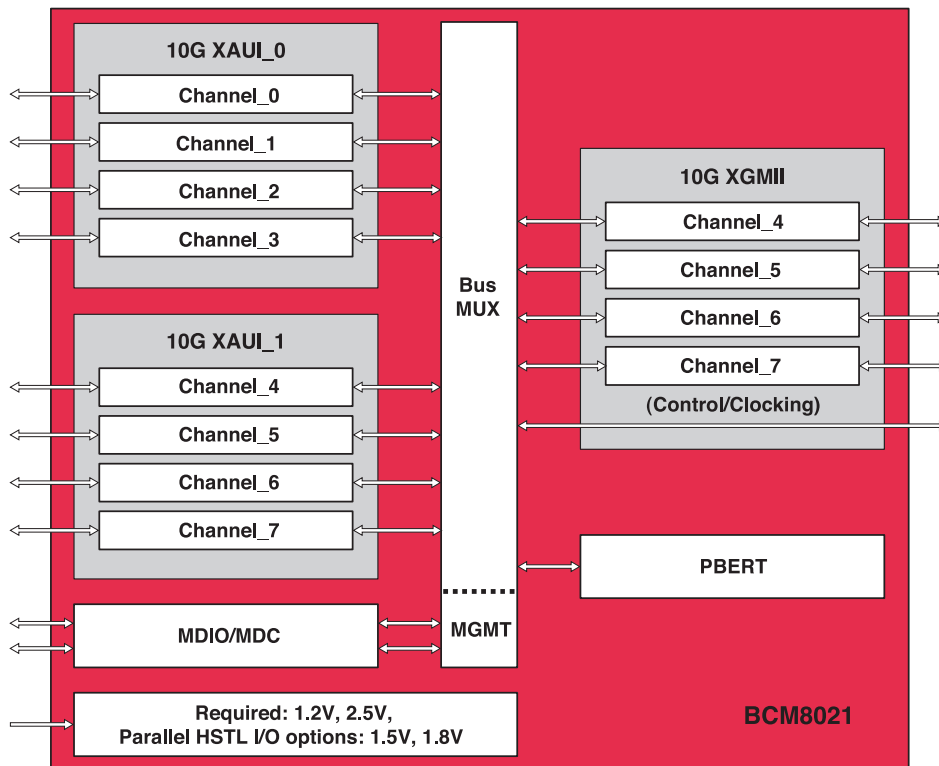 10G XAUI_0
Channel_0
Channel_1
Channel_2
Channel_3
10G XAUI_1
Channel_4
Channel_5
Channel_6
Channel_7
MDIO/MDC
Required: 1.2V, 2.5V,
Parallel HSTL I/O options: 1.5V, 1.8V
Bus
MUX
MGMT
10G XGMII
Channel_4
Channel_5
Channel_6
Channel_7
(Control/Clocking)
PBERT
BCM8021